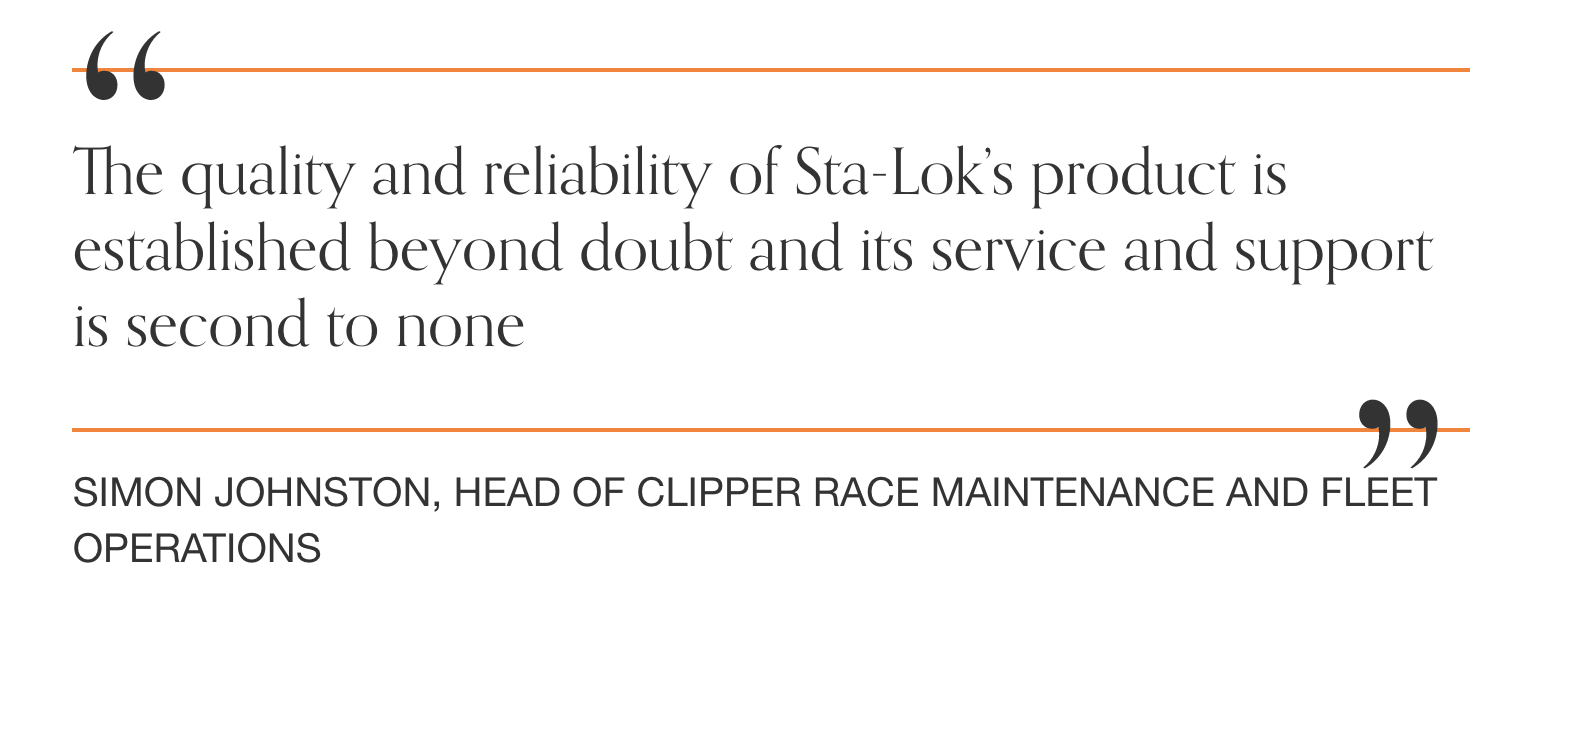 “
The quality and reliability of Sta-Lok’s product is
established beyond doubt and its service and support
is second to none
”
SIMON JOHNSTON, HEAD OF CLIPPER RACE MAINTENANCE AND FLEET
OPERATIONS